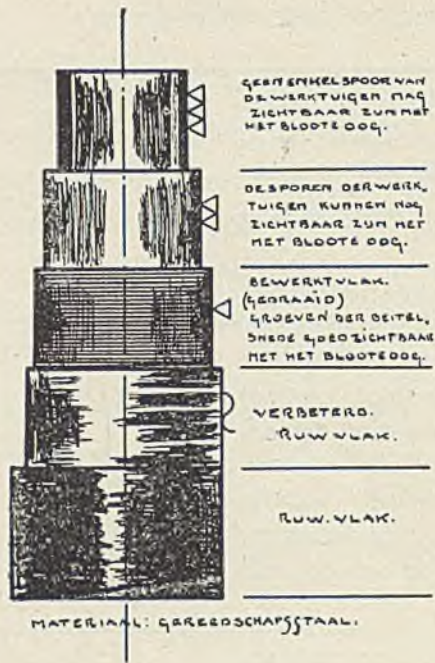 GEEN ENKEL SPOOR VAN
DE WERKTUIGEN MAG
ZICHTBAAR ZIJN MET
HET BLOOTE OOG.
DE SPOREN DER WERK-
TUIGEN KUNNEN NOG
ZICHTBAAR ZIJN MET
HET BLOOTE OOG.
BEWERKT VLAK.
(GEDRAAID)
GROEVEN DER BEITEL,
SNEDE GOED ZICHTBAAR
MET HET BLOOTE OOG.
VERBETERD.
RUW VLAK.
RUW. VLAK.
MATERIAAL: GEREEDSCHAPSSTAAL.